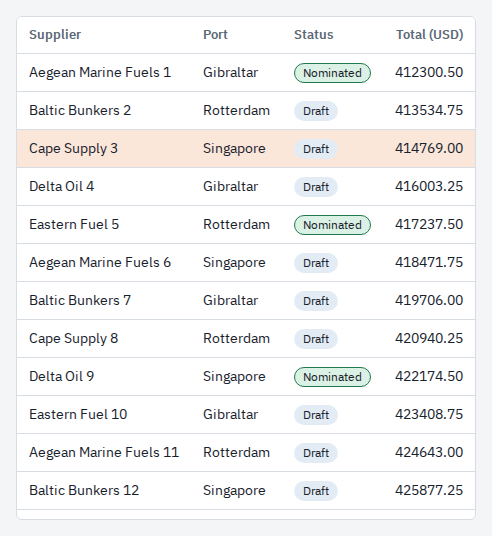 Supplier Port Status Total (USD)
Aegean Marine Fuels 1 Gibraltar Nominated 412300.50
Baltic Bunkers 2 Rotterdam Draft 413534.75
Cape Supply 3 Singapore Draft 414769.00
Delta Oil 4 Gibraltar Draft 416003.25
Eastern Fuel 5 Rotterdam Nominated 417237.50
Aegean Marine Fuels 6 Singapore Draft 418471.75
Baltic Bunkers 7 Gibraltar Draft 419706.00
Cape Supply 8 Rotterdam Draft 420940.25
Delta Oil 9 Singapore Nominated 422174.50
Eastern Fuel 10 Gibraltar Draft 423408.75
Aegean Marine Fuels 11 Rotterdam Draft 424643.00
Baltic Bunkers 12 Singapore Draft 425877.25